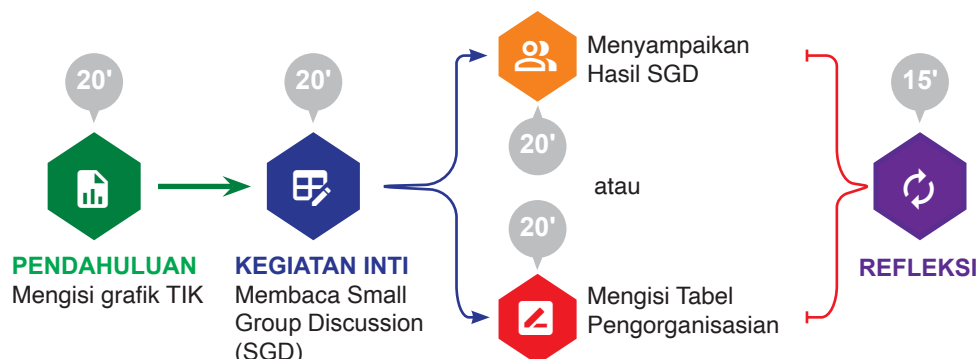 20'
PENDAHULUAN
Mengisi grafik TIK
20'
KEGIATAN INTI
Membaca Small
Group Discussion
(SGD)
Menyampaikan
Hasil SGD
20'
atau
20'
Mengisi Tabel
Pengorganisasian
15'
REFLEKSI